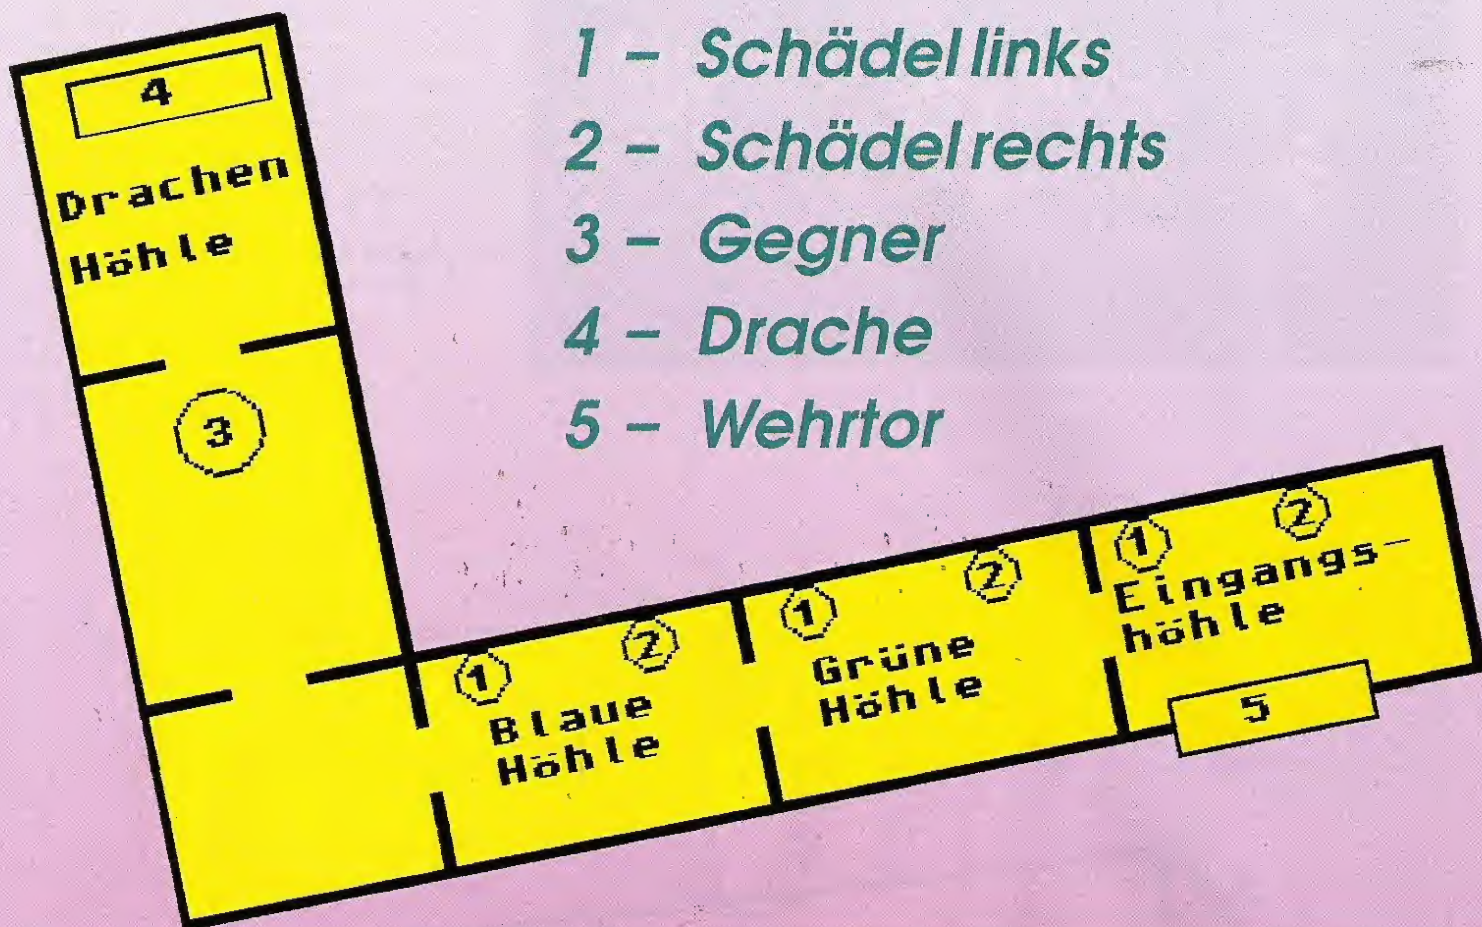 1 – Schädel links
2 – Schädel rechts
3 – Gegner
4 – Drache
5 – Wehrtor
4
Drachen
Höhle
3
1
2
Blaue
Höhle
1
2
Grüne
Höhle
1
2
Eingangs-
höhle
5